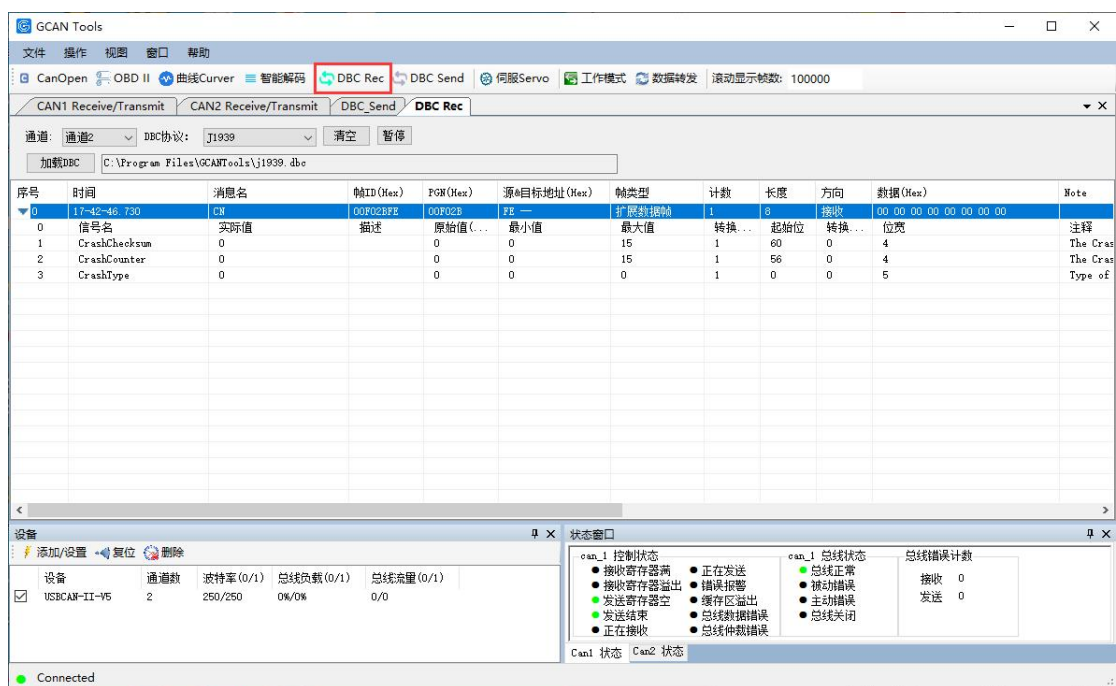 GCAN Tools
文件 操作 视图 窗口 帮助
CanOpen OBD II 曲线Curver 智能解码 DBC Rec DBC Send 伺服Servo 工作模式 数据转发 滚动显示帧数: 100000
CAN1 Receive/Transmit CAN2 Receive/Transmit DBC_Send DBC Rec
通道: 通道2 DBC协议: J1939 清空 暂停
加载DBC C:\Program Files\GCANTools\j1939.dbc
序号 时间 消息名 帧ID(Hex) PGN(Hex) 源&目标地址(Hex) 帧类型 计数 长度 方向 数据(Hex) Note
0 17-42-46.730 CN 00F02BFE 00F02B FE — 扩展数据帧 1 8 接收 00 00 00 00 00 00 00 00
0 信号名 实际值 描述 原始值(... 最小值 最大值 转换... 起始位 转换... 位宽 注释
1 CrashChecksum 0 0 0 15 1 60 0 4 The Cras
2 CrashCounter 0 0 0 15 1 56 0 4 The Cras
3 CrashType 0 0 0 0 1 0 0 5 Type of
设备
添加/设置 复位 删除
设备 通道数 波特率(0/1) 总线负载(0/1) 总线流量(0/1)
USBCAN-II-V5 2 250/250 0%/0% 0/0
状态窗口
can_1 控制状态 can_1 总线状态 总线错误计数
接收寄存器满 正在发送 总线正常 接收 0
接收寄存器溢出 错误报警 被动错误 发送 0
发送寄存器空 缓存区溢出 主动错误
发送结束 总线数据错误 总线关闭
正在接收 总线仲裁错误
Can1 状态 Can2 状态
Connected